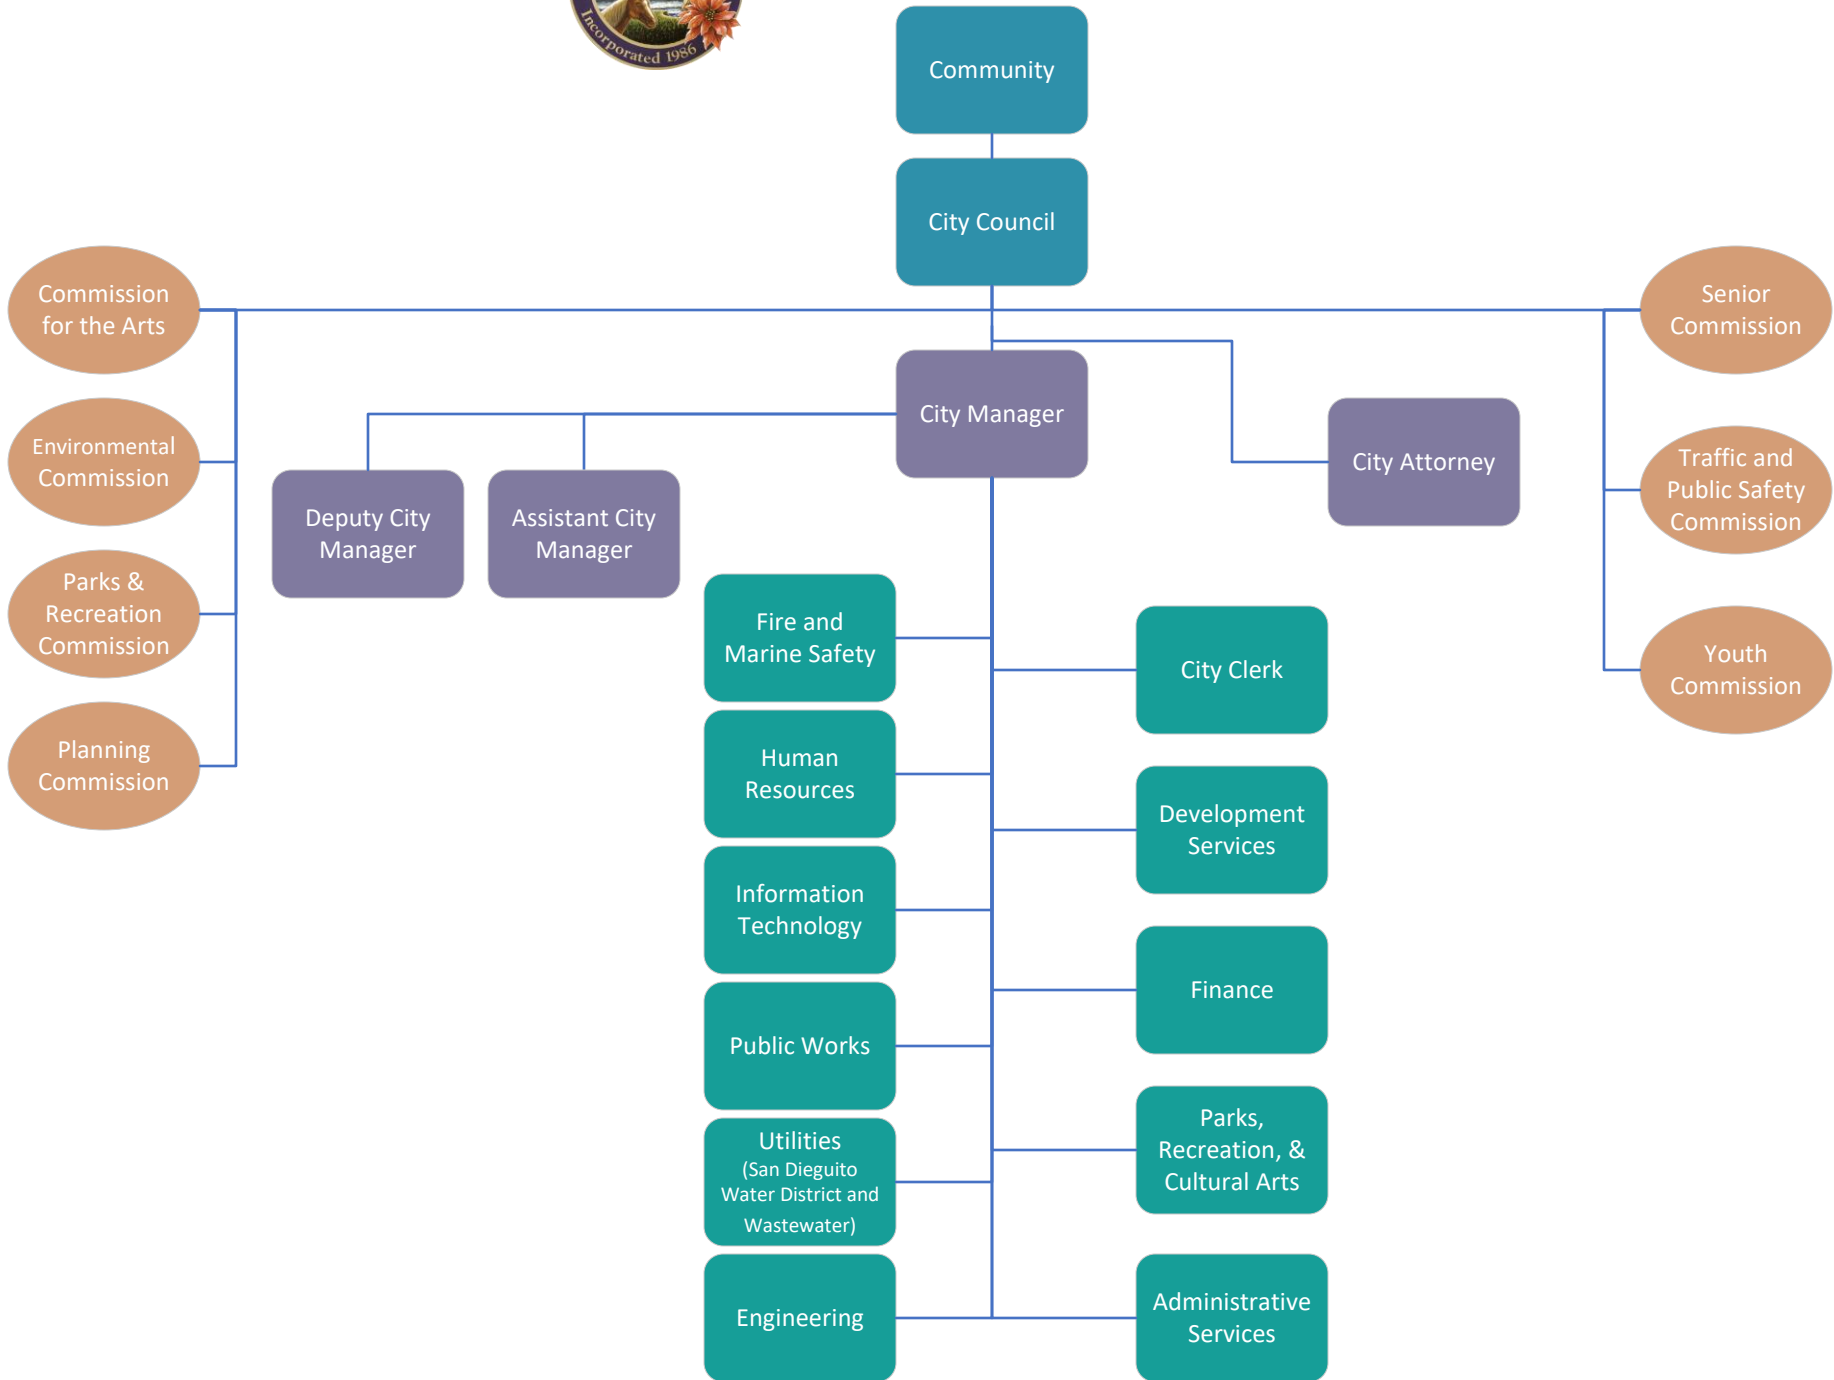 Incorporated 1986
Community
City Council
Commission
for the Arts
Senior
Commission
City Manager
City Attorney
Environmental
Commission
Traffic and
Public Safety
Commission
Deputy City
Manager
Assistant City
Manager
Parks &
Recreation
Commission
Fire and
Marine Safety
City Clerk
Youth
Commission
Planning
Commission
Human
Resources
Development
Services
Information
Technology
Finance
Public Works
Parks,
Recreation, &
Cultural Arts
Utilities
(San Dieguito
Water District and
Wastewater)
Engineering
Administrative
Services